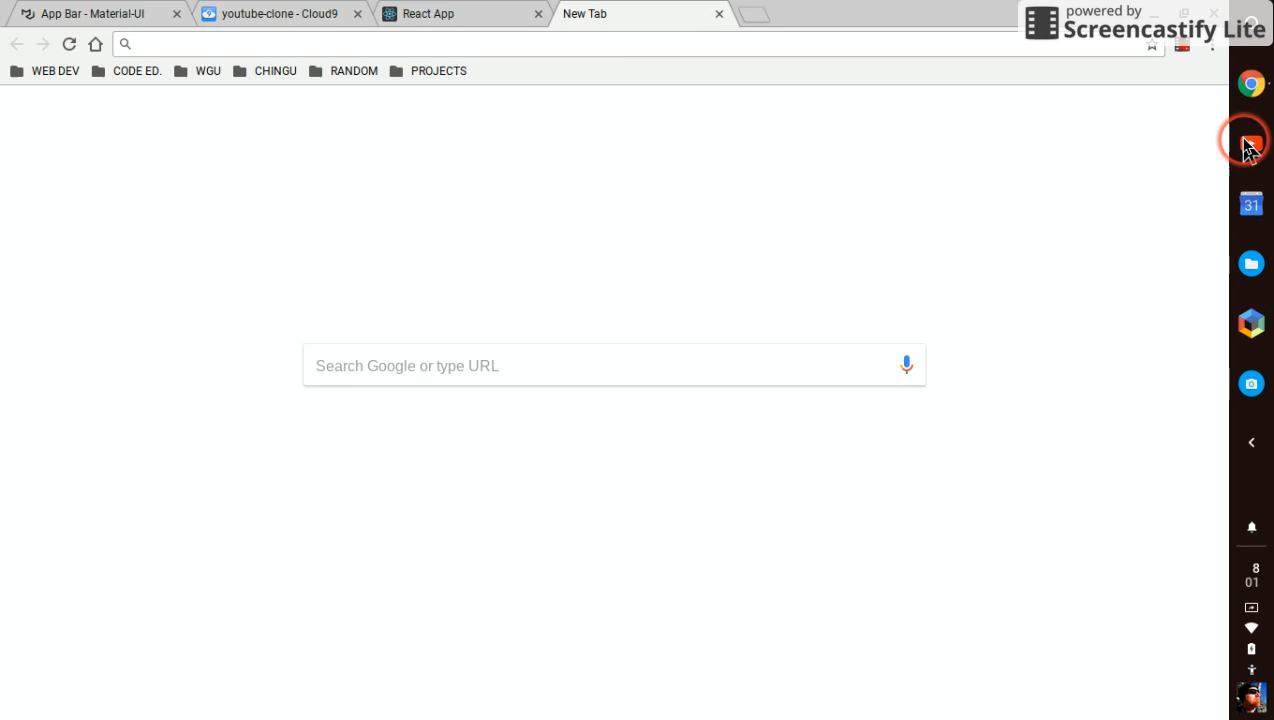 App Bar - Material-UI
youtube-clone - Cloud9
React App
New Tab
powered by
Screencastify Lite
WEB DEV
CODE ED.
WGU
CHINGU
RANDOM
PROJECTS
Search Google or type URL
31
8
01